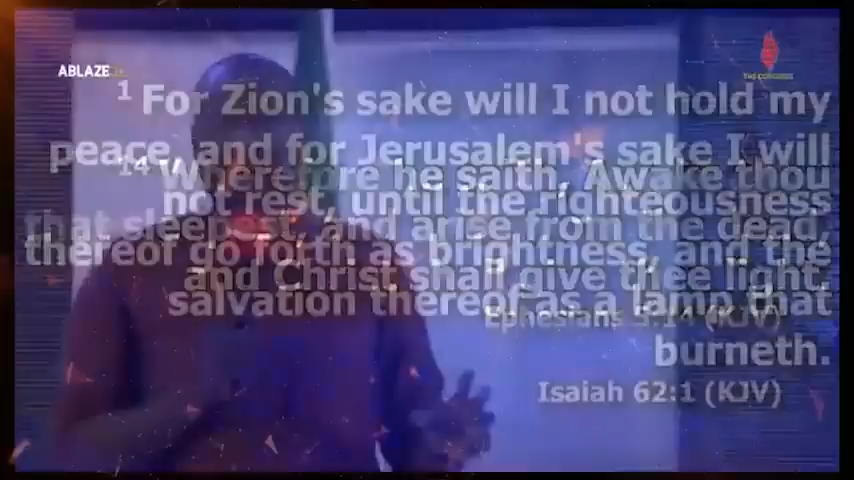 ABLAZE
THE CONGRESS
1 For Zion's sake will I not hold my
peace, and for Jerusalem's sake I will
not rest, until the righteousness
thereof go forth as brightness, and the
salvation thereof as a lamp that
burneth.
Isaiah 62:1 (KJV)
14 Wherefore he saith, Awake thou
that sleepest, and arise from the dead,
and Christ shall give thee light.
Ephesians 5:14 (KJV)